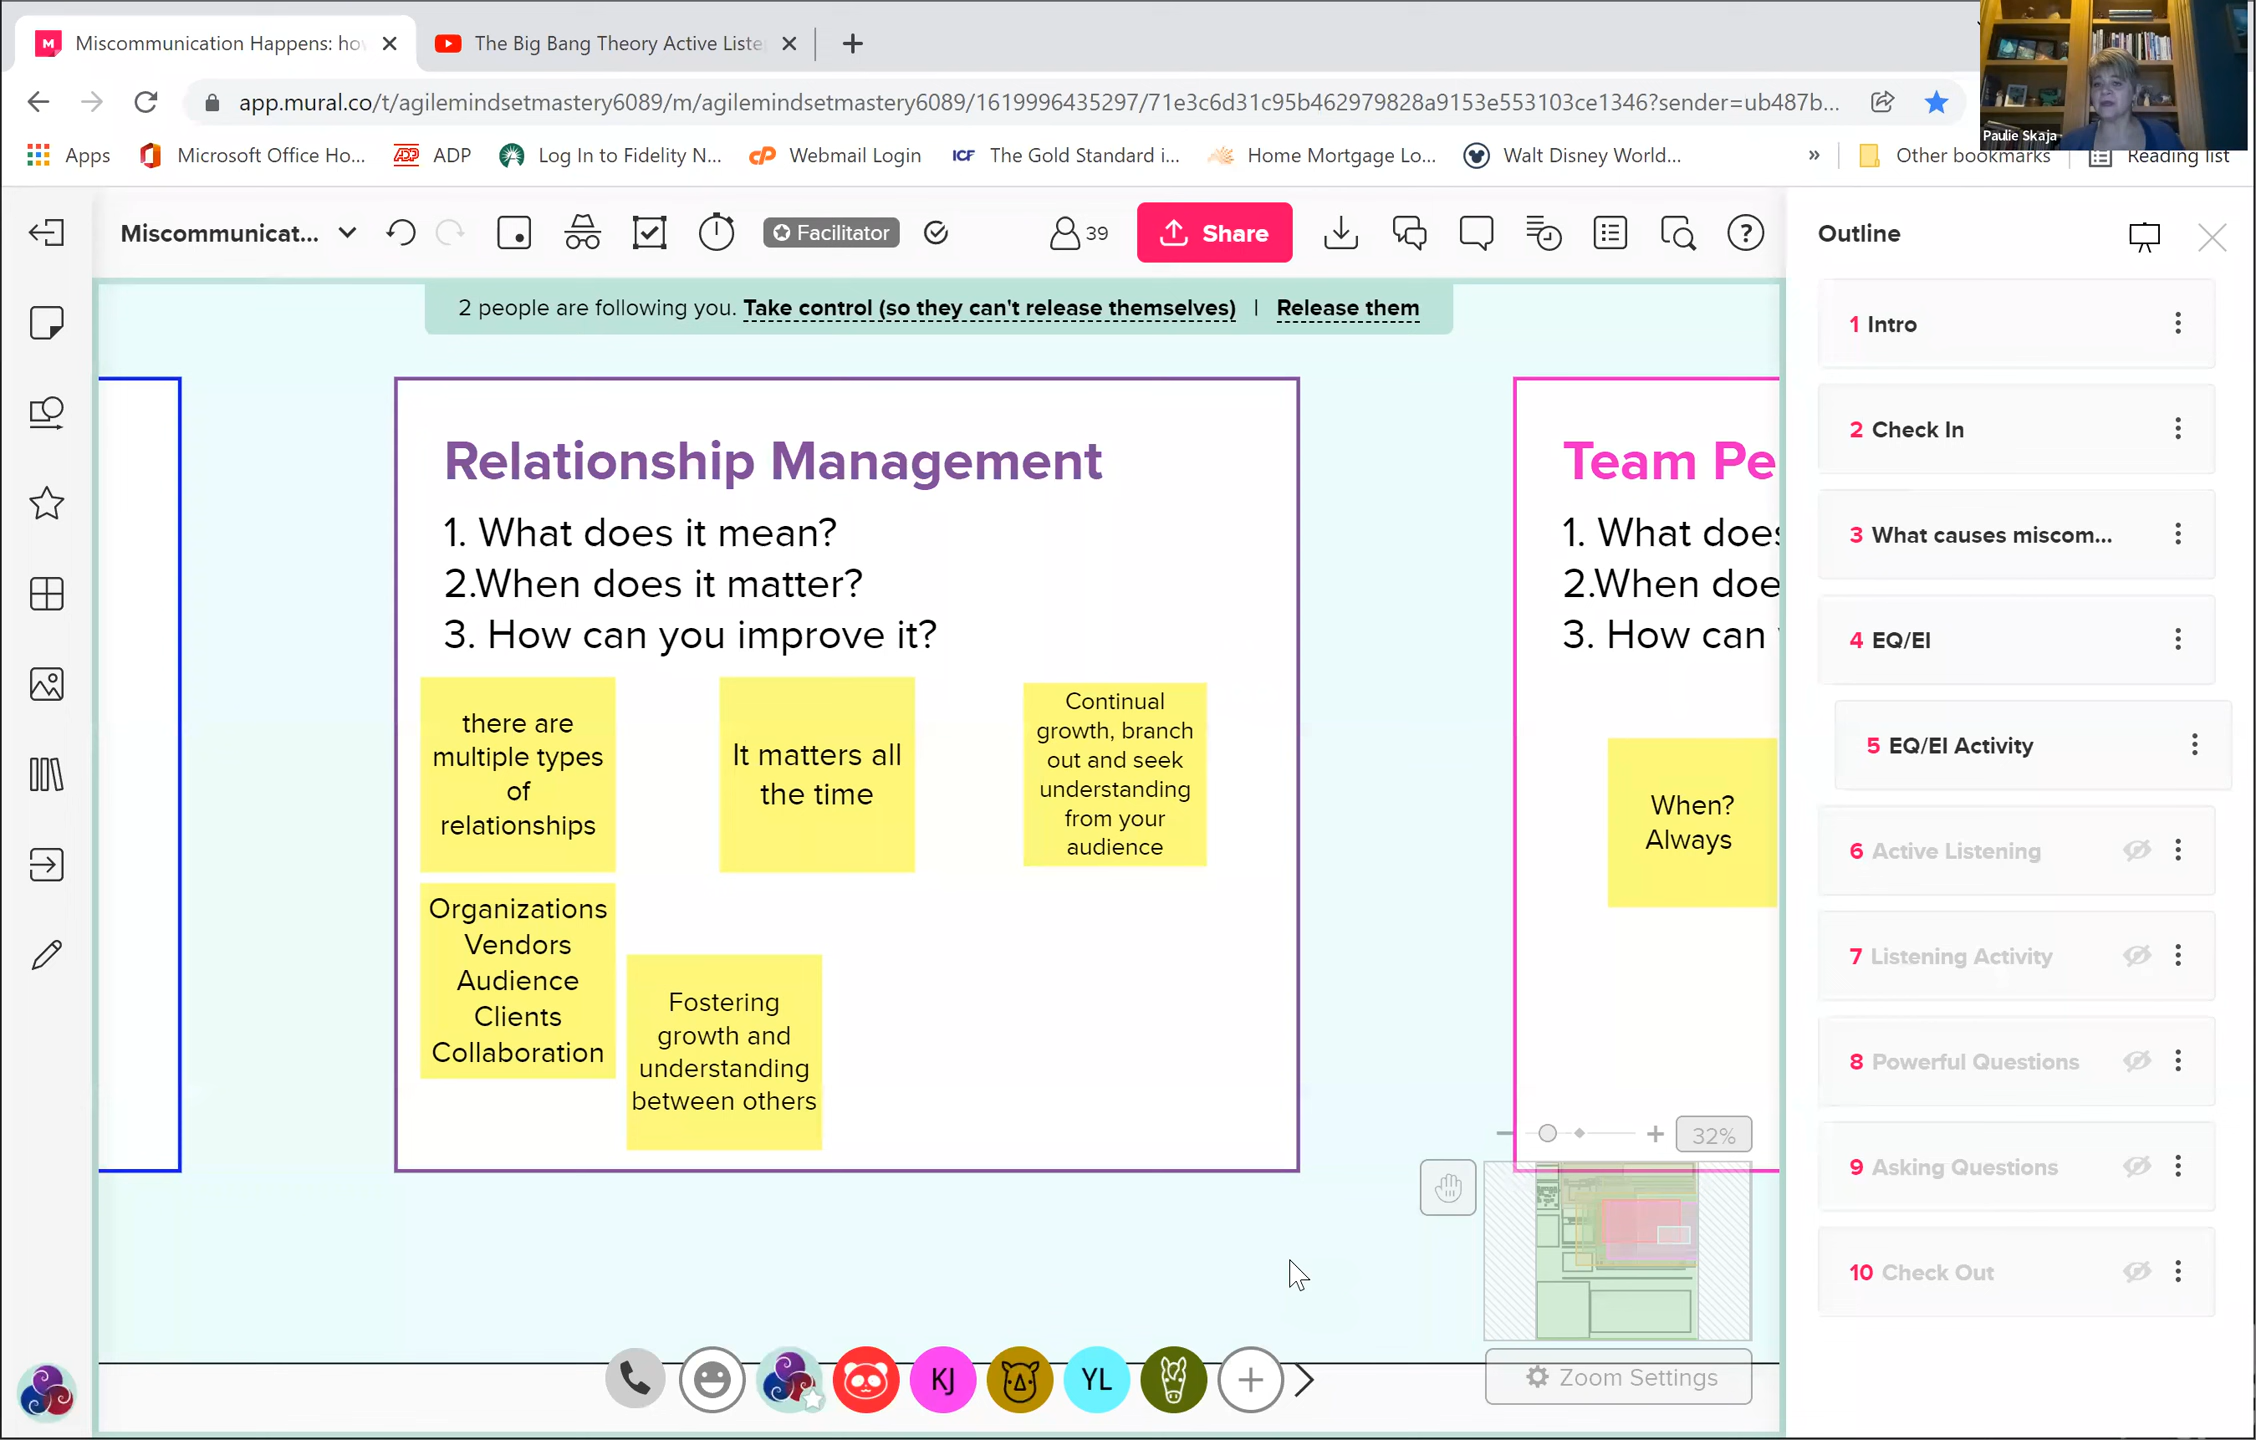 Miscommunication Happens: ho
The Big Bang Theory Active Liste
app.mural.co/t/agilemindsetmastery6089/m/agilemindsetmastery6089/1619996435297/71e3c6d31c95b462979828a9153e553103ce1346?sender=ub487b...
Paulie Skaja
Apps
Microsoft Office Ho...
ADP
Log In to Fidelity N...
Webmail Login
ICF
The Gold Standard i...
Home Mortgage Lo...
Walt Disney World...
»
Other bookmarks
Reading list
Miscommunicat...
Facilitator
39
Share
Outline
2 people are following you. Take control (so they can't release themselves) | Release them
Relationship Management
1. What does it mean?
2.When does it matter?
3. How can you improve it?
there are
multiple types
of
relationships
It matters all
the time
Continual
growth, branch
out and seek
understanding
from your
audience
Organizations
Vendors
Audience
Clients
Collaboration
Fostering
growth and
understanding
between others
Team Pe
1. What does
2.When doe
3. How can
When?
Always
32%
Zoom Settings
KJ
YL
1 Intro
2 Check In
3 What causes miscom...
4 EQ/EI
5 EQ/EI Activity
6 Active Listening
7 Listening Activity
8 Powerful Questions
9 Asking Questions
10 Check Out